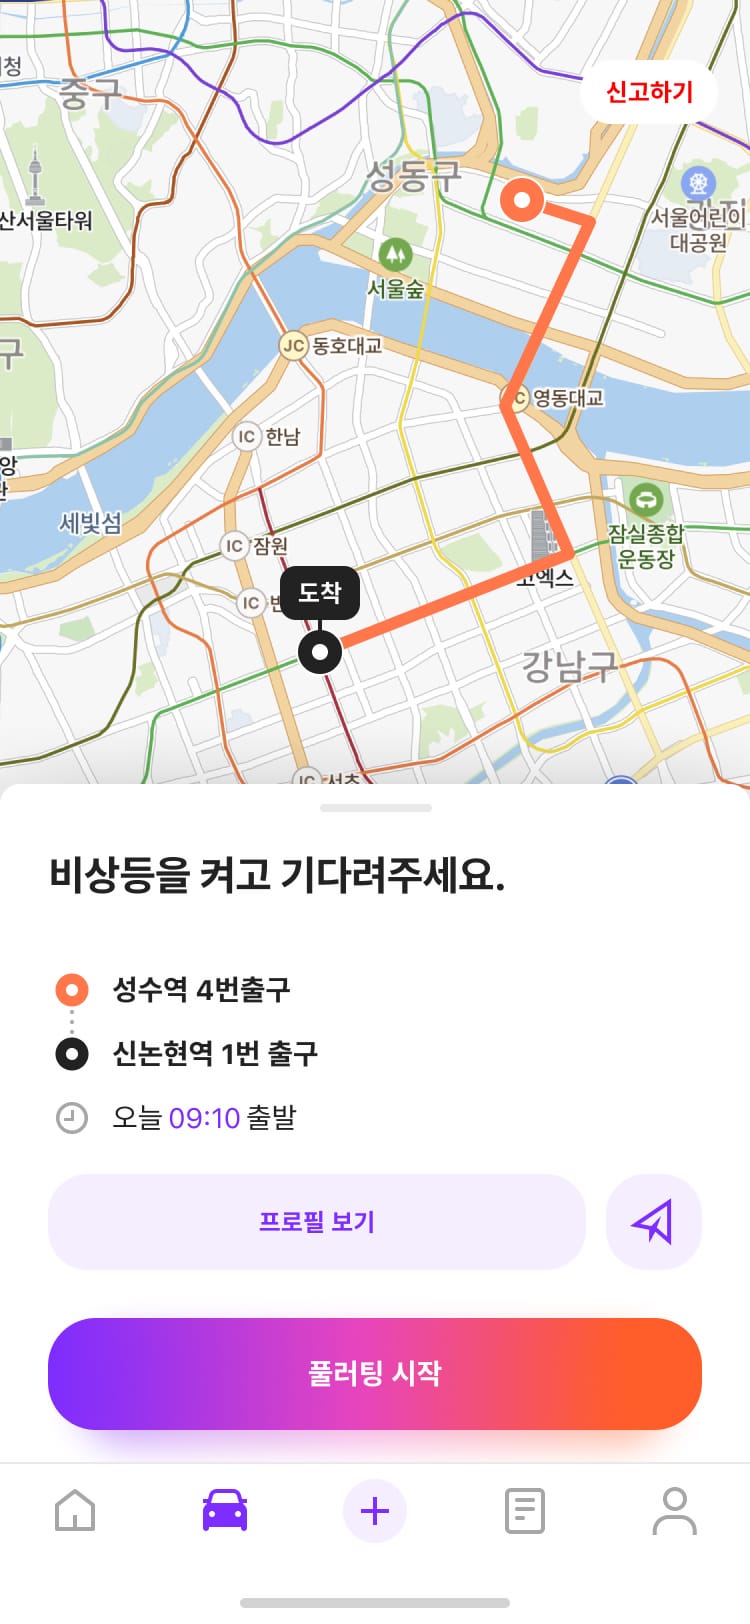 청
중구
신고하기
성동구
산서울타워
서울어린이
대공원
서울숲
구
JC 동호대교
영동대교
IC 한남
앙
세빛섬
잠실종합
운동장
IC 잠원
도착
코엑스
IC
강남구
IC 서초
비상등을 켜고 기다려주세요.
성수역 4번출구
신논현역 1번 출구
오늘 09:10 출발
프로필 보기
풀러팅 시작